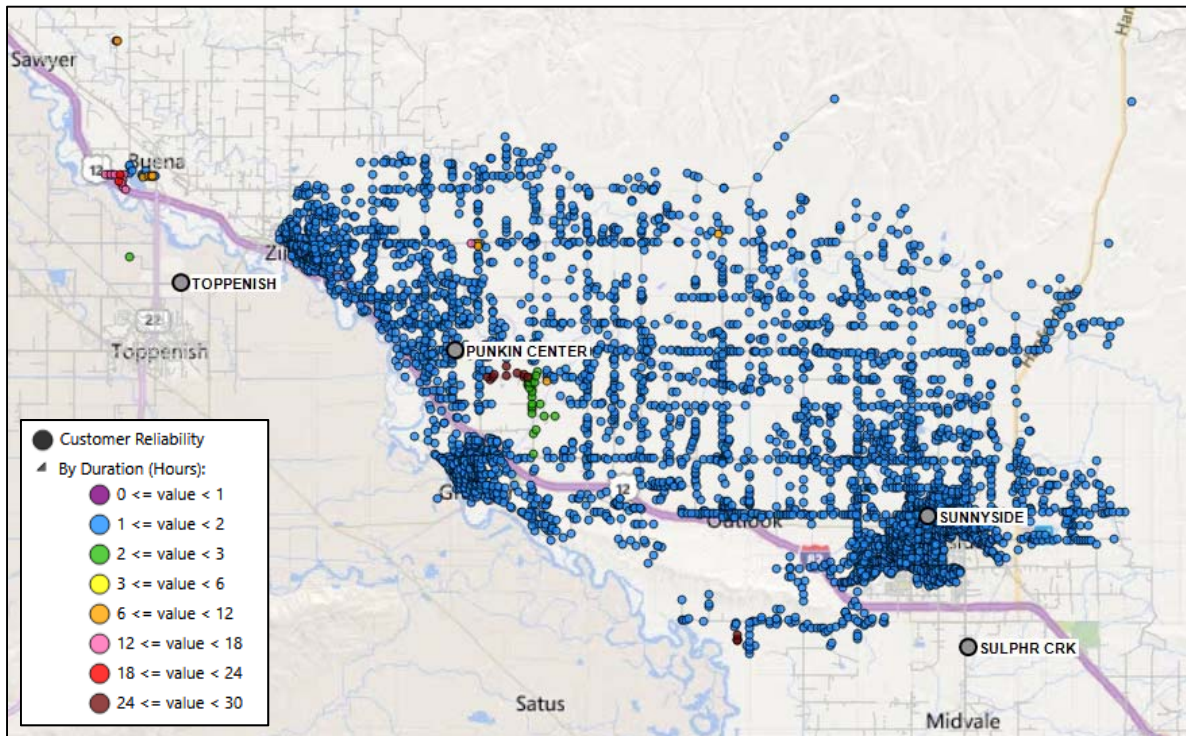 Sawyer
12
Buena
TOPPENISH
22
Toppenish
PUNKIN CENTER
12
Outlook
SUNNYSIDE
82
SULPHR CRK
Satus
Midvale
Customer Reliability
By Duration (Hours):
0 <= value < 1
1 <= value < 2
2 <= value < 3
3 <= value < 6
6 <= value < 12
12 <= value < 18
18 <= value < 24
24 <= value < 30